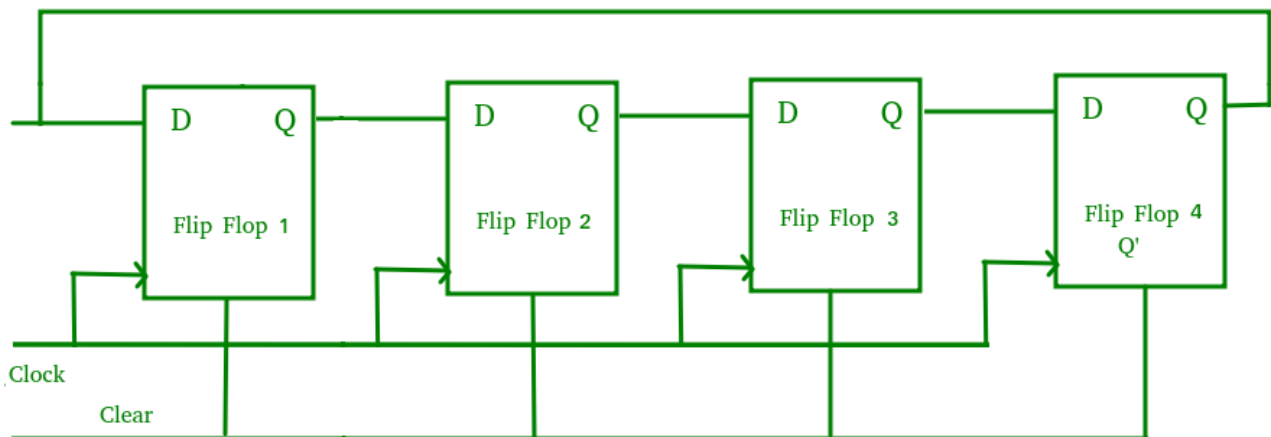 D Q D Q D Q D Q
Flip Flop 1 Flip Flop 2 Flip Flop 3 Flip Flop 4
Q'
Clock
Clear